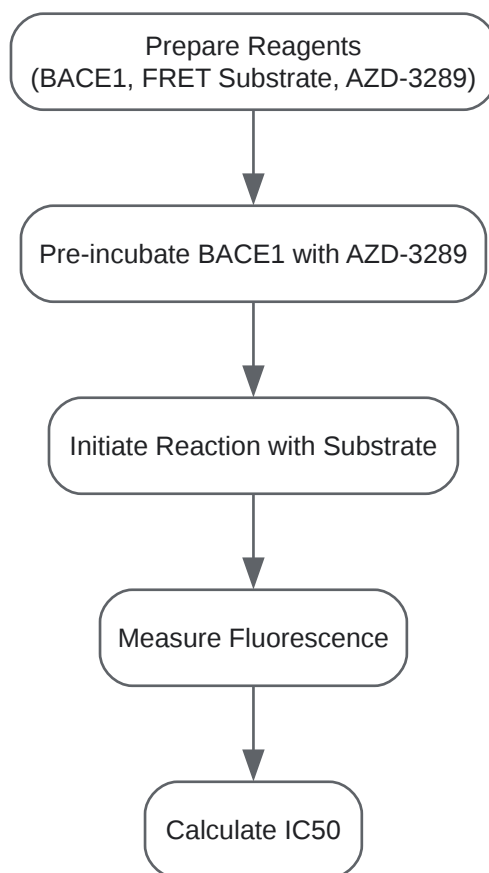 Prepare Reagents
(BACE1, FRET Substrate, AZD-3289)
Pre-incubate BACE1 with AZD-3289
Initiate Reaction with Substrate
Measure Fluorescence
Calculate IC50